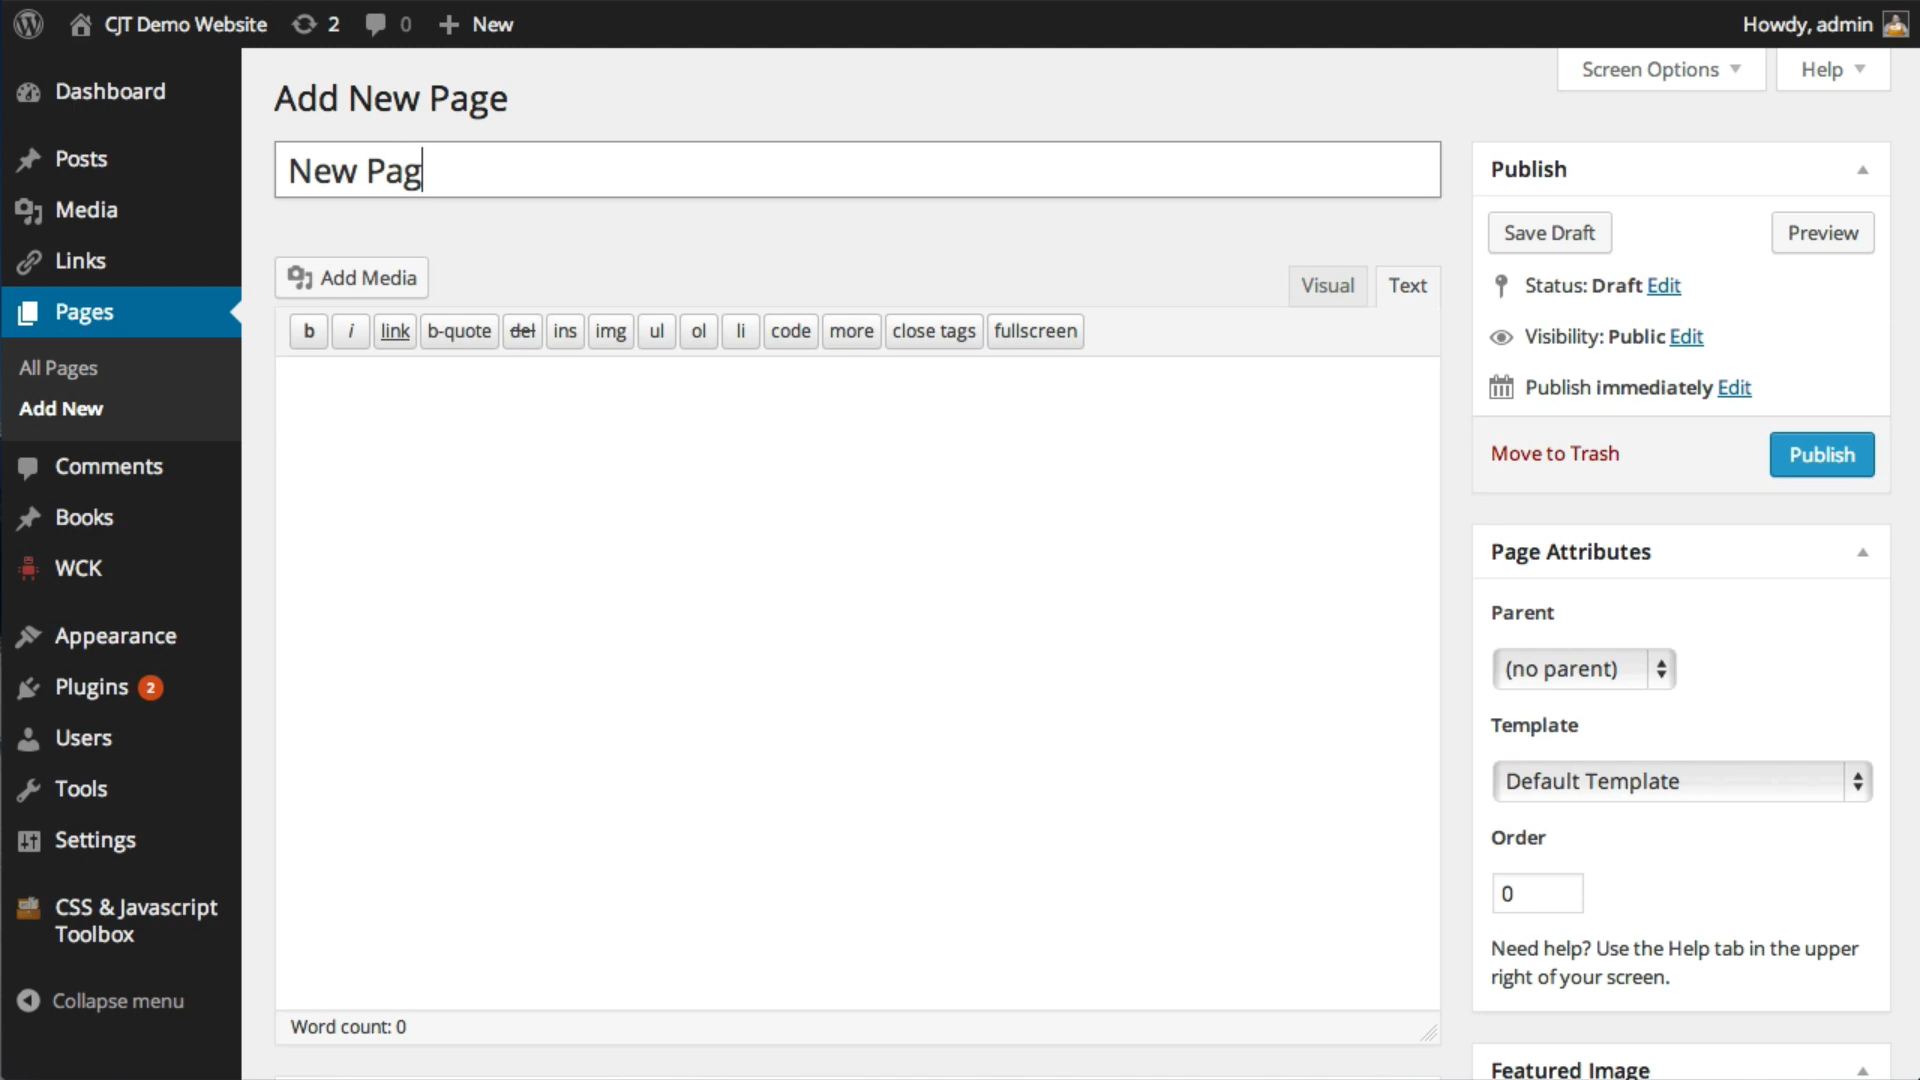 CJT Demo Website 2 0 New
Howdy, admin
Dashboard
Posts
Media
Links
Pages
All Pages
Add New
Comments
Books
WCK
Appearance
Plugins 2
Users
Tools
Settings
CSS & Javascript
Toolbox
Collapse menu
Screen Options Help
Add New Page
New Pag
Add Media
Visual Text
b i link b-quote del ins img ul ol li code more close tags fullscreen
Word count: 0
Publish
Save Draft Preview
Status: Draft Edit
Visibility: Public Edit
Publish immediately Edit
Move to Trash Publish
Page Attributes
Parent
(no parent)
Template
Default Template
Order
0
Need help? Use the Help tab in the upper
right of your screen.
Featured Image